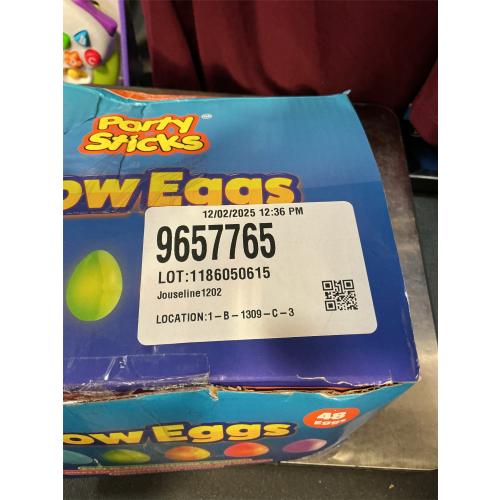 Party
Sticks
ow Eggs
12/02/2025 12:36 PM
9657765
LOT:1186050615
Jouseline1202
LOCATION:1-B-1309-C-3
ow Eggs
48
Eggs